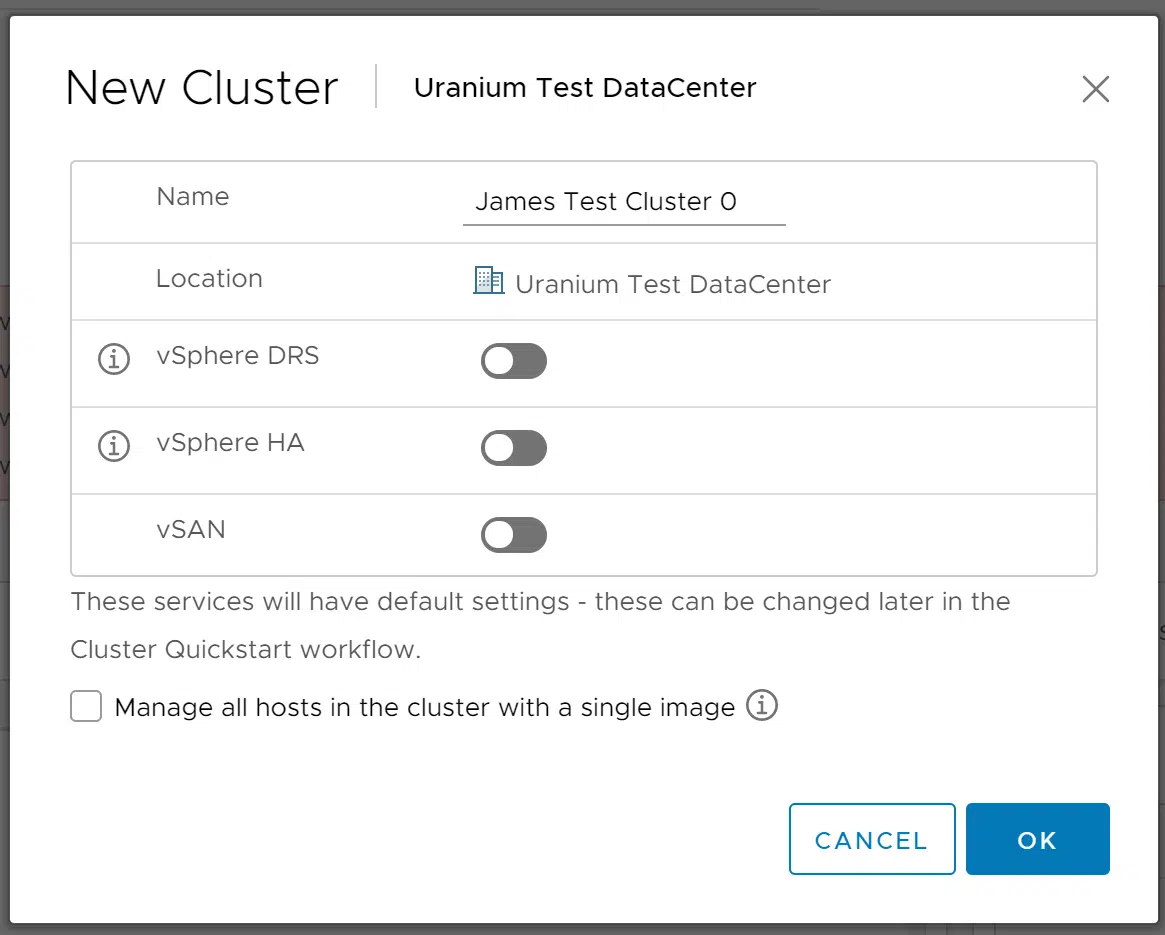 New Cluster Uranium Test DataCenter
Name James Test Cluster 0
Location Uranium Test DataCenter
vSphere DRS
vSphere HA
vSAN
These services will have default settings - these can be changed later in the
Cluster Quickstart workflow.
Manage all hosts in the cluster with a single image
CANCEL OK